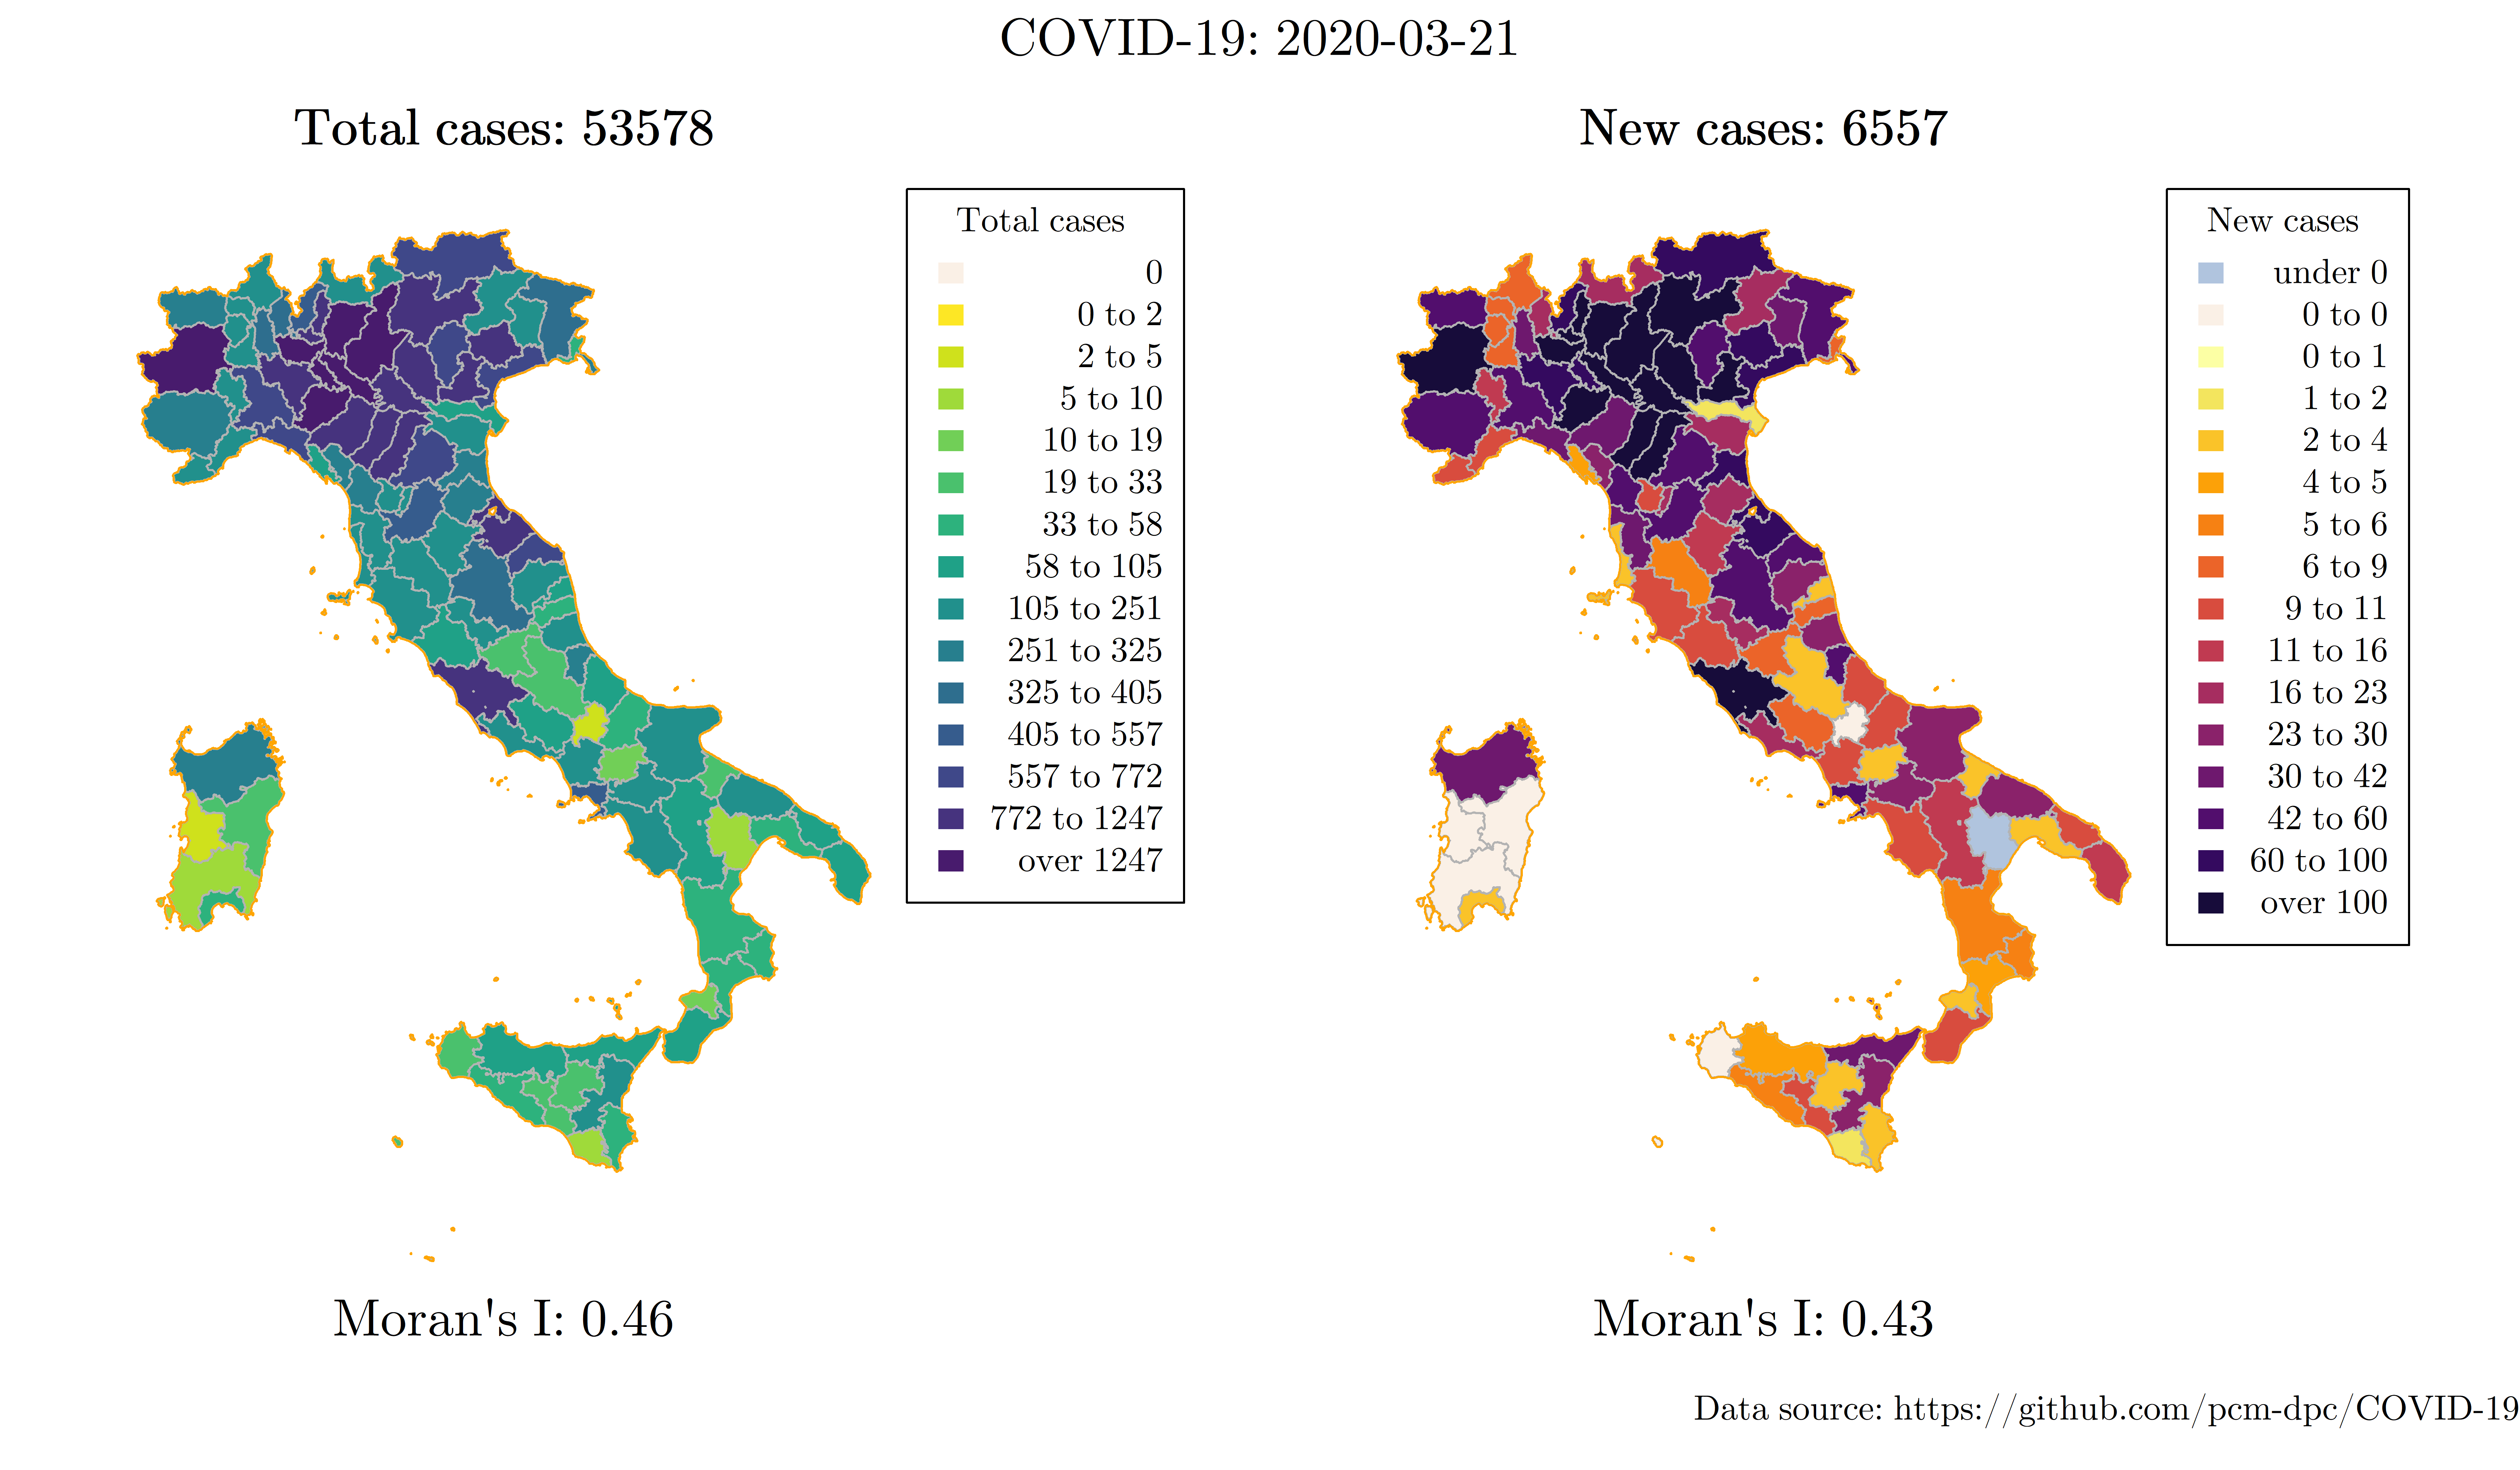 COVID-19: 2020-03-21
Total cases: 53578
Total cases
0
0 to 2
2 to 5
5 to 10
10 to 19
19 to 33
33 to 58
58 to 105
105 to 251
251 to 325
325 to 405
405 to 557
557 to 772
772 to 1247
over 1247
Moran's I: 0.46
New cases: 6557
New cases
under 0
0 to 0
0 to 1
1 to 2
2 to 4
4 to 5
5 to 6
6 to 9
9 to 11
11 to 16
16 to 23
23 to 30
30 to 42
42 to 60
60 to 100
over 100
Moran's I: 0.43
Data source: https://github.com/pcm-dpc/COVID-19